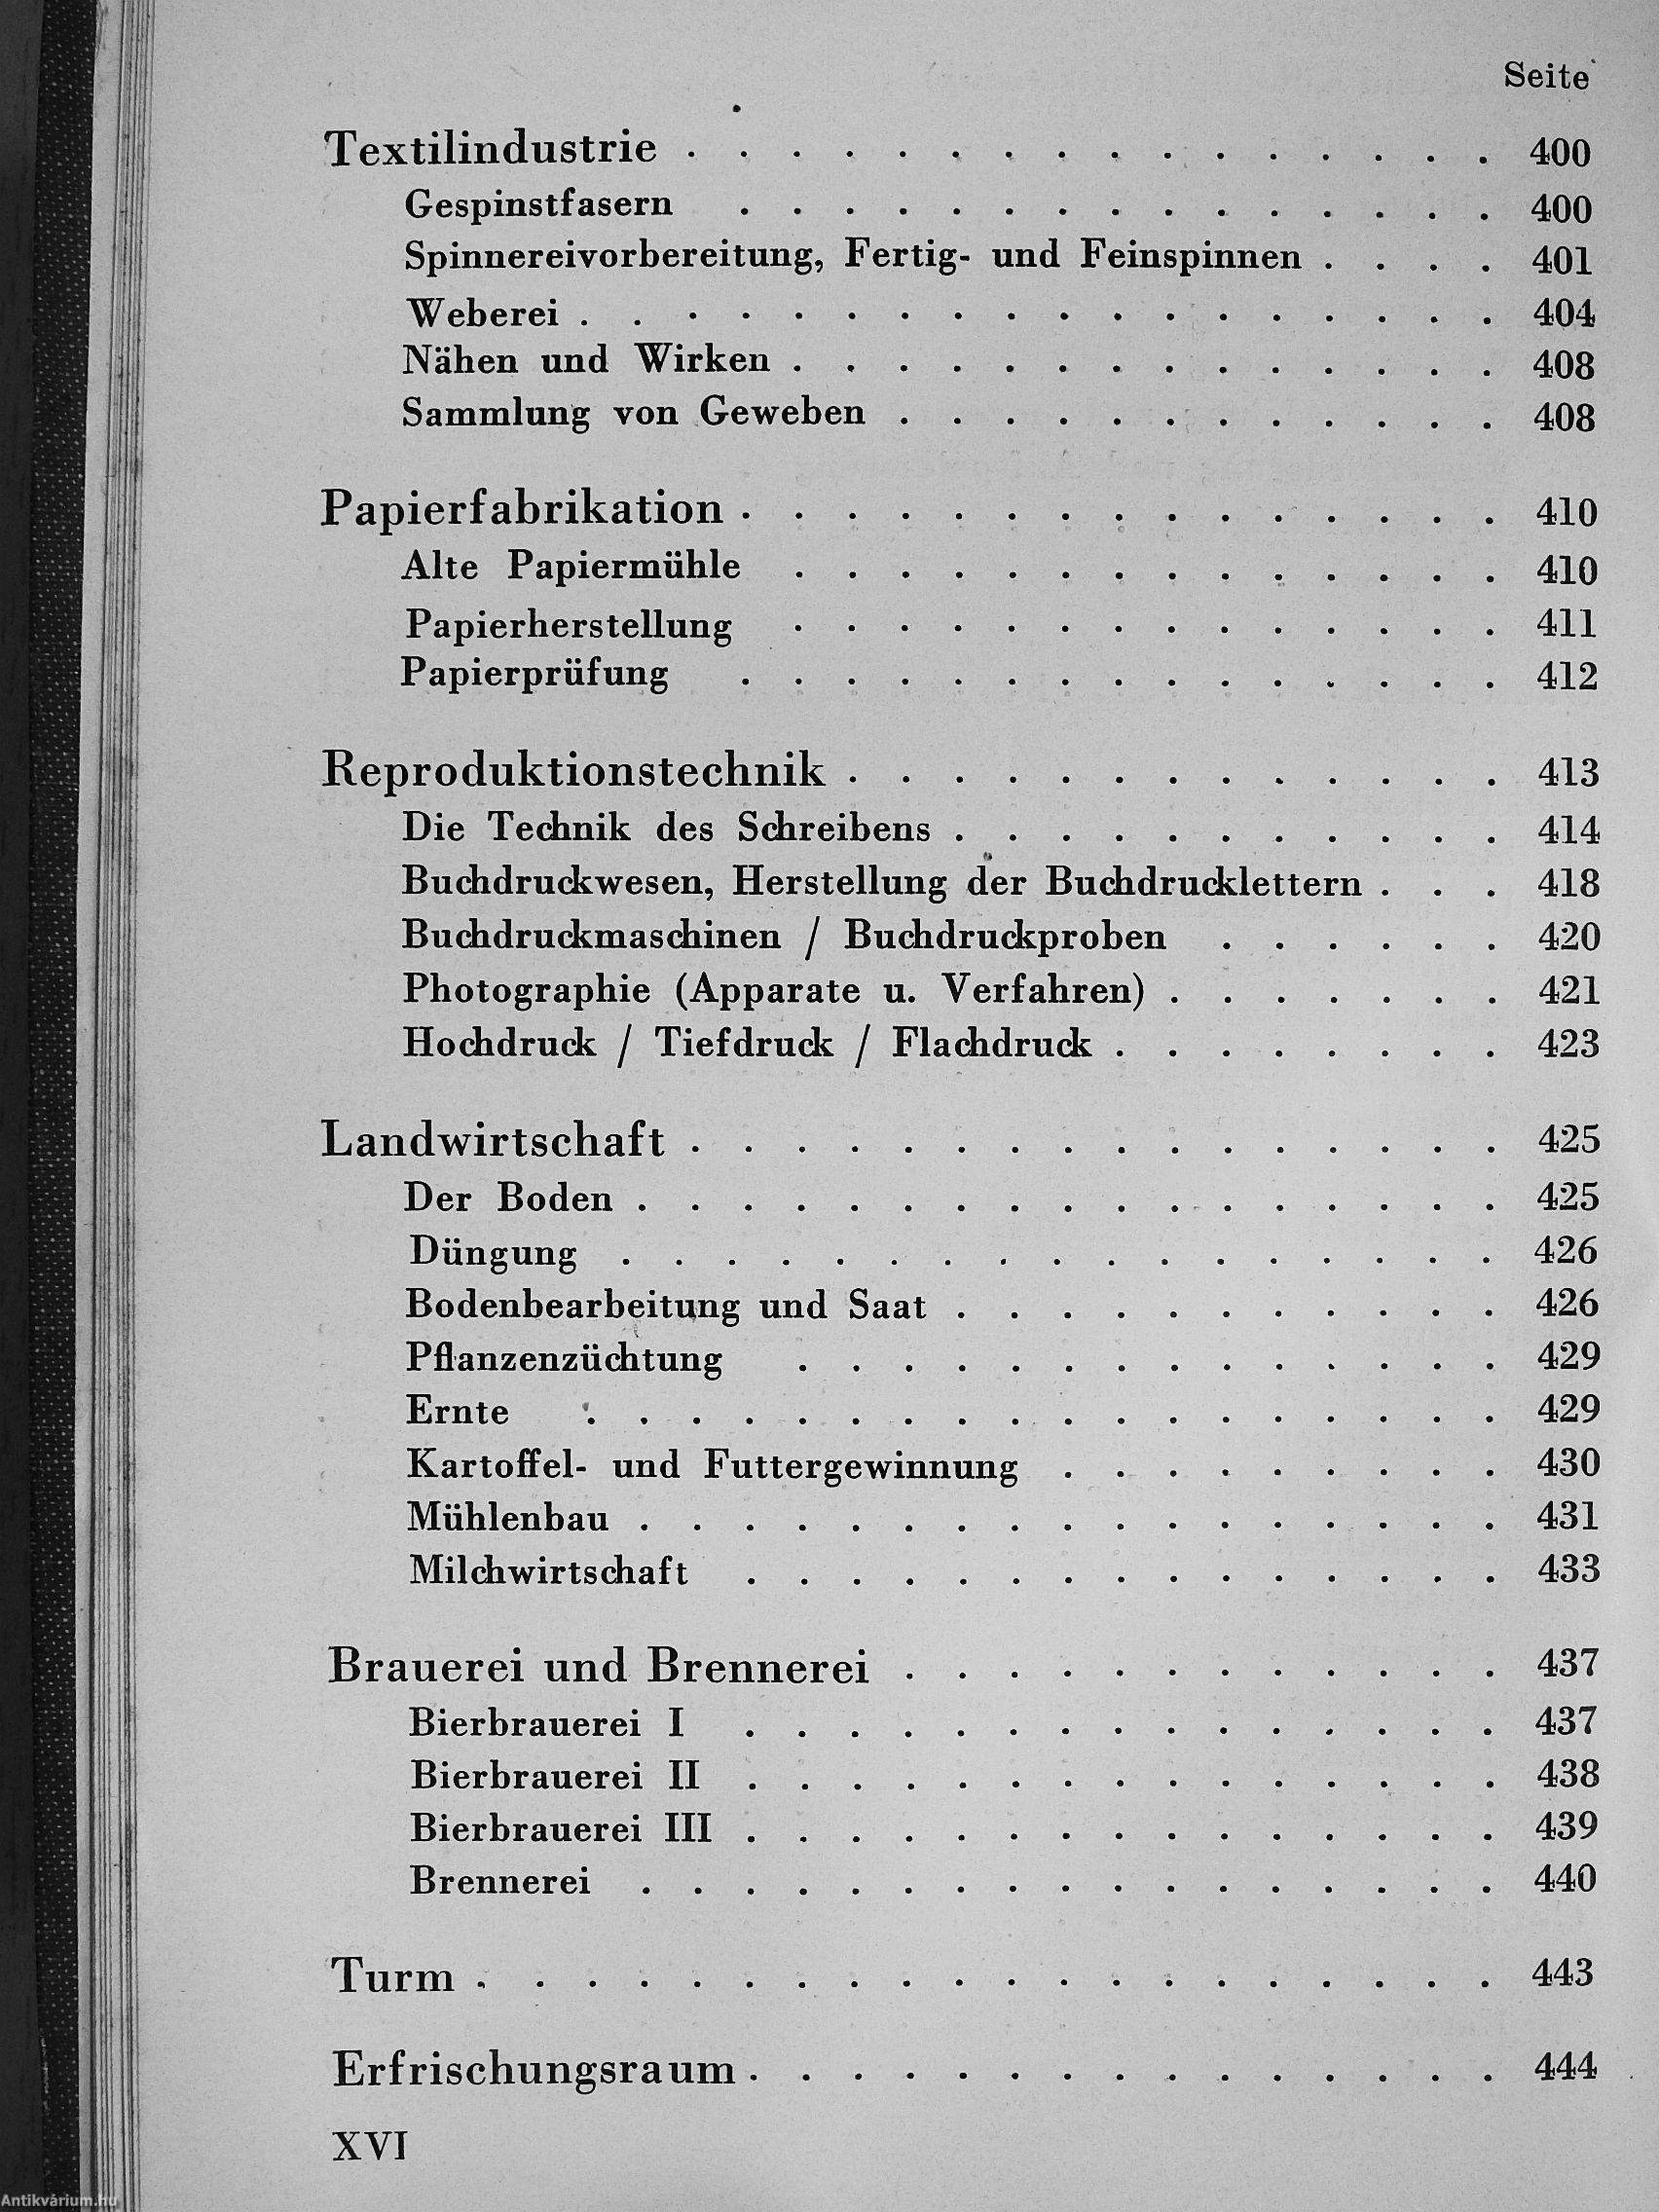 Seite
Textilindustrie . . . . . . . . . . . . . . . . 400
Gespinstfasern . . . . . . . . . . . . . . . 400
Spinnereivorbereitung, Fertig- und Feinspinnen . . . . 401
Weberei . . . . . . . . . . . . . . . . . . 404
Nähen und Wirken . . . . . . . . . . . . . . 408
Sammlung von Geweben . . . . . . . . . . . . 408
Papierfabrikation . . . . . . . . . . . . . . . 410
Alte Papiermühle . . . . . . . . . . . . . . 410
Papierherstellung . . . . . . . . . . . . . . 411
Papierprüfung . . . . . . . . . . . . . . . 412
Reproduktionstechnik . . . . . . . . . . . . . 413
Die Technik des Schreibens . . . . . . . . . . . 414
Buchdruckwesen, Herstellung der Buchdrucklettern . . . 418
Buchdruckmaschinen / Buchdruckproben . . . . . . 420
Photographie (Apparate u. Verfahren) . . . . . . . 421
Hochdruck / Tiefdruck / Flachdruck . . . . . . . . 423
Landwirtschaft . . . . . . . . . . . . . . . . 425
Der Boden . . . . . . . . . . . . . . . . . 425
Düngung . . . . . . . . . . . . . . . . . 426
Bodenbearbeitung und Saat . . . . . . . . . . . 426
Pflanzenzüchtung . . . . . . . . . . . . . . 429
Ernte . . . . . . . . . . . . . . . . . . 429
Kartoffel- und Futtergewinnung . . . . . . . . . 430
Mühlenbau . . . . . . . . . . . . . . . . . 431
Milchwirtschaft . . . . . . . . . . . . . . . 433
Brauerei und Brennerei . . . . . . . . . . . . 437
Bierbrauerei I . . . . . . . . . . . . . . . 437
Bierbrauerei II . . . . . . . . . . . . . . . 438
Bierbrauerei III . . . . . . . . . . . . . . . 439
Brennerei . . . . . . . . . . . . . . . . . 440
Turm . . . . . . . . . . . . . . . . . . . . 443
Erfrischungsraum . . . . . . . . . . . . . . . 444
XVI
Antikvárium.hu